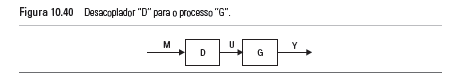 Figura 10.40 Desacoplador "D" para o processo "G".
M D U G Y